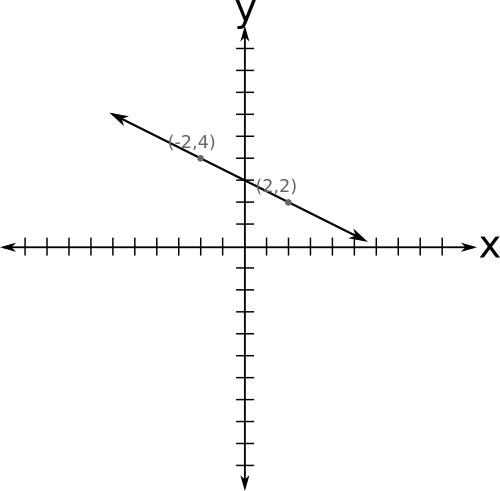 y
(-2,4)
(2,2)
x